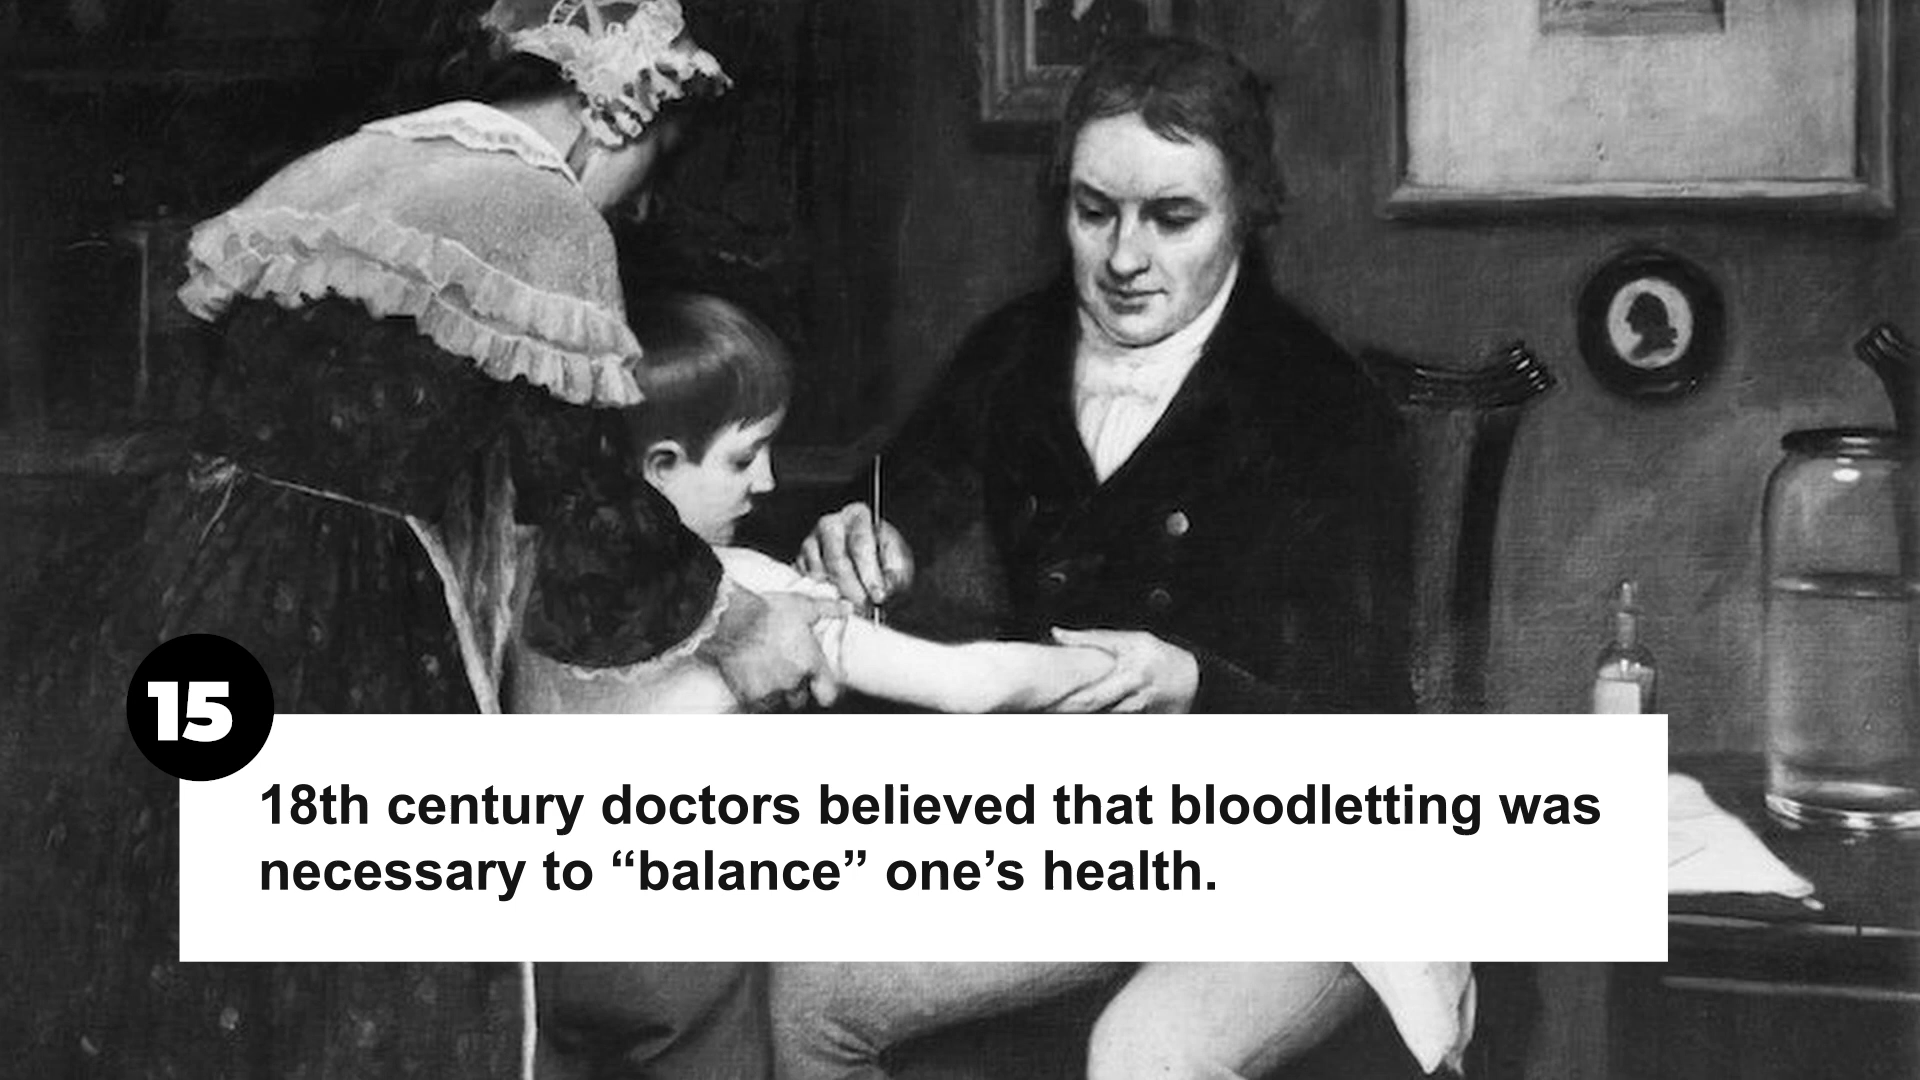 15
18th century doctors believed that bloodletting was
necessary to “balance” one’s health.